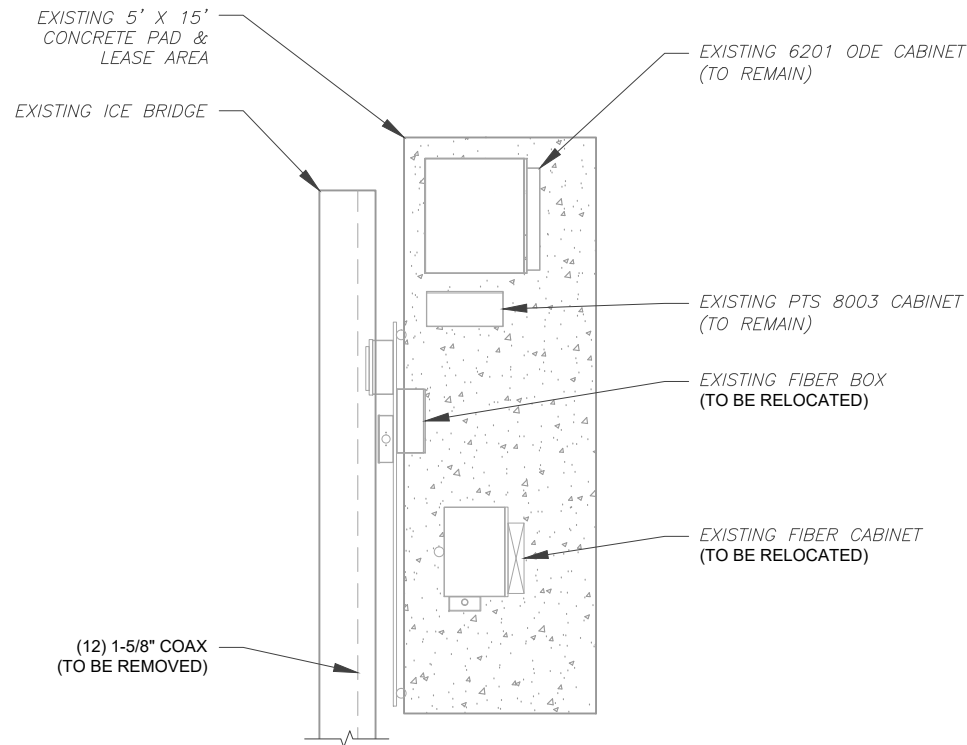 EXISTING 5' X 15'
CONCRETE PAD &
LEASE AREA
EXISTING ICE BRIDGE
EXISTING 6201 ODE CABINET
(TO REMAIN)
EXISTING PTS 8003 CABINET
(TO REMAIN)
EXISTING FIBER BOX
(TO BE RELOCATED)
EXISTING FIBER CABINET
(TO BE RELOCATED)
(12) 1-5/8" COAX
(TO BE REMOVED)